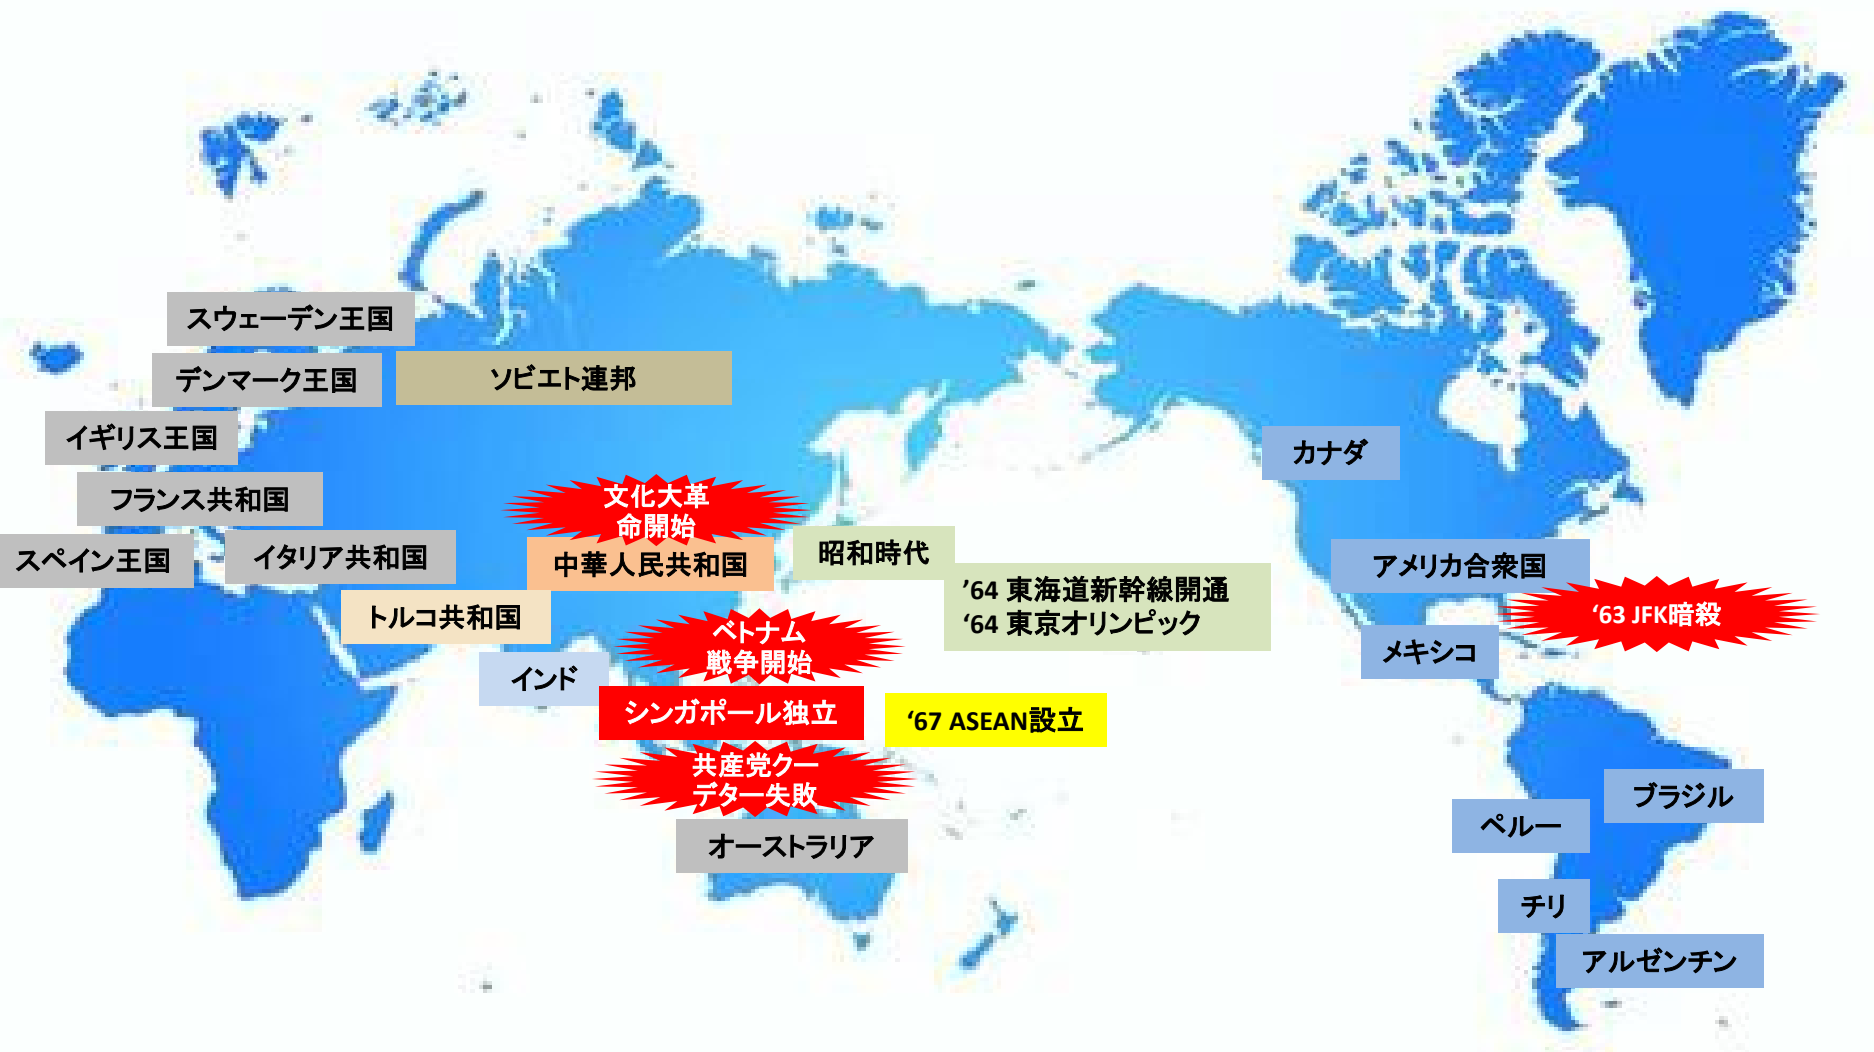 スウェーデン王国
デンマーク王国
ソビエト連邦
イギリス王国
カナダ
フランス共和国
文化大革
命開始
スペイン王国
イタリア共和国
中華人民共和国
昭和時代
アメリカ合衆国
’64 東海道新幹線開通
‘64 東京オリンピック
‘63 JFK暗殺
トルコ共和国
ベトナム
戦争開始
メキシコ
インド
シンガポール独立
‘67 ASEAN設立
共産党クー
デター失敗
ブラジル
ペルー
オーストラリア
チリ
アルゼンチン